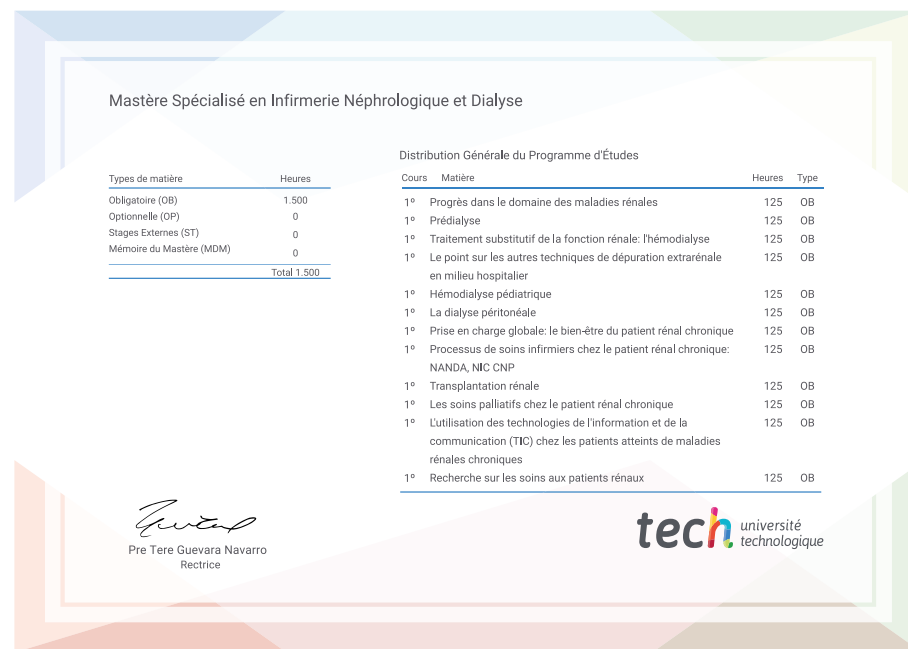 Mastère Spécialisé en Infirmerie Néphrologique et Dialyse
Types de matière Heures
Obligatoire (OB) 1.500
Optionnelle (OP) 0
Stages Externes (ST) 0
Mémoire du Mastère (MDM) 0
Total 1.500
Distribution Générale du Programme d'Études
Cours Matière Heures Type
1º Progrès dans le domaine des maladies rénales 125 OB
1º Prédialyse 125 OB
1º Traitement substitutif de la fonction rénale: l'hémodialyse 125 OB
1º Le point sur les autres techniques de dépuration extrarénale 125 OB
en milieu hospitalier
1º Hémodialyse pédiatrique 125 OB
1º La dialyse péritonéale 125 OB
1º Prise en charge globale: le bien-être du patient rénal chronique 125 OB
1º Processus de soins infirmiers chez le patient rénal chronique: 125 OB
NANDA, NIC CNP
1º Transplantation rénale 125 OB
1º Les soins palliatifs chez le patient rénal chronique 125 OB
1º L'utilisation des technologies de l'information et de la 125 OB
communication (TIC) chez les patients atteints de maladies
rénales chroniques
1º Recherche sur les soins aux patients rénaux 125 OB
Pre Tere Guevara Navarro
Rectrice
tech université
technologique